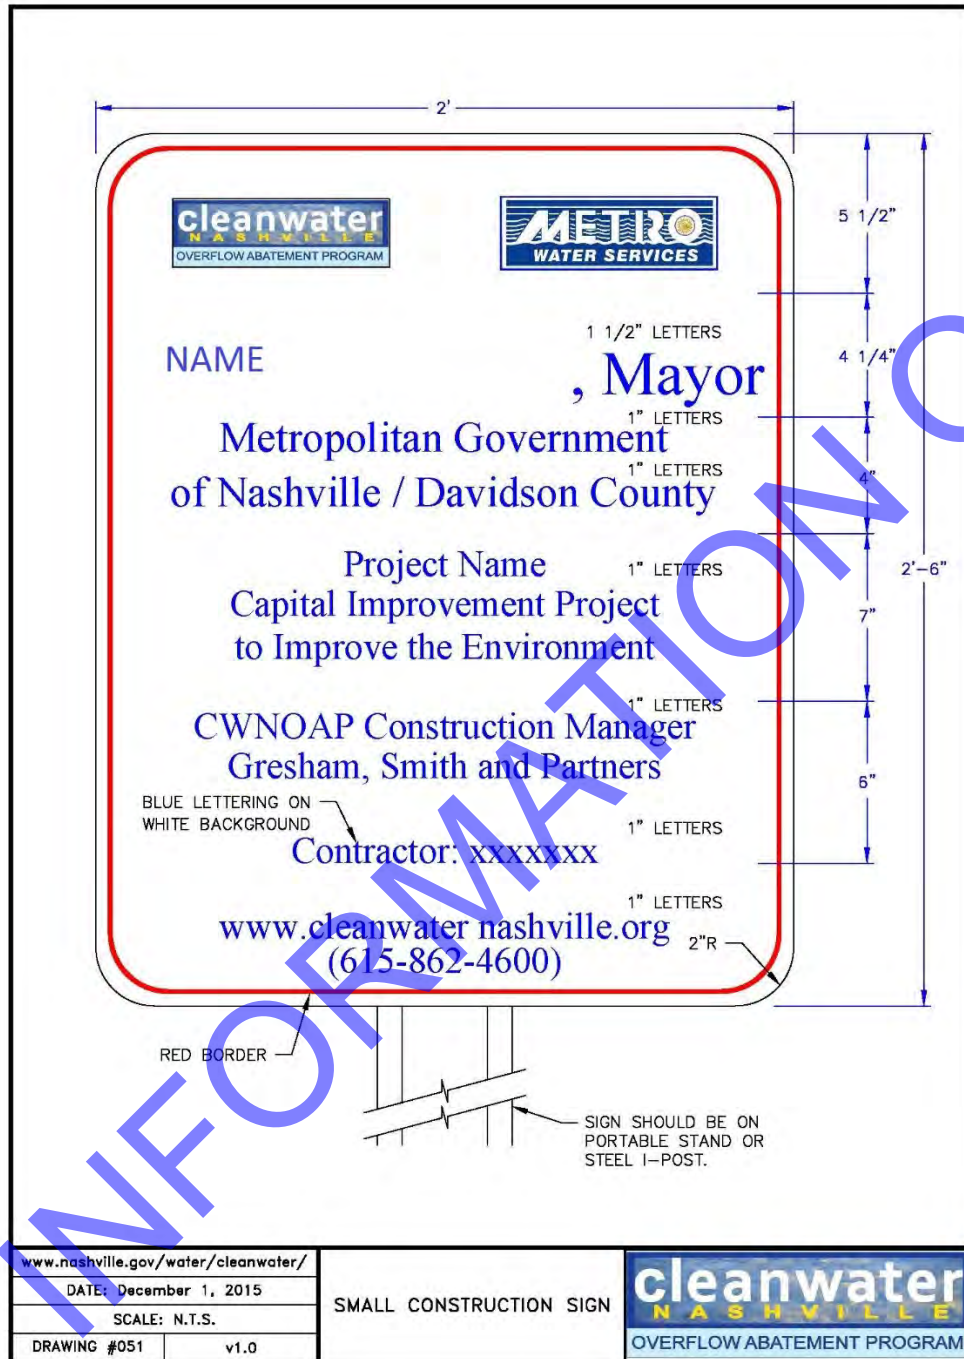 2'
cleanwater
NASHVILLE
OVERFLOW ABATEMENT PROGRAM
METRO
WATER SERVICES
5 1/2"
1 1/2" LETTERS
NAME
, Mayor
4 1/4"
1" LETTERS
Metropolitan Government
1" LETTERS
of Nashville / Davidson County
4"
Project Name
1" LETTERS
2'-6"
Capital Improvement Project
7"
to Improve the Environment
1" LETTERS
CWNOAP Construction Manager
Gresham, Smith and Partners
6"
BLUE LETTERING ON
WHITE BACKGROUND
1" LETTERS
Contractor: xxxxxxx
1" LETTERS
www.cleanwater nashville.org
2"R
(615-862-4600)
RED BORDER
SIGN SHOULD BE ON
PORTABLE STAND OR
STEEL I-POST.
INFORMATION
www.nashville.gov/water/cleanwater/
DATE: December 1, 2015
SCALE: N.T.S.
DRAWING #051
v1.0
SMALL CONSTRUCTION SIGN
cleanwater
NASHVILLE
OVERFLOW ABATEMENT PROGRAM